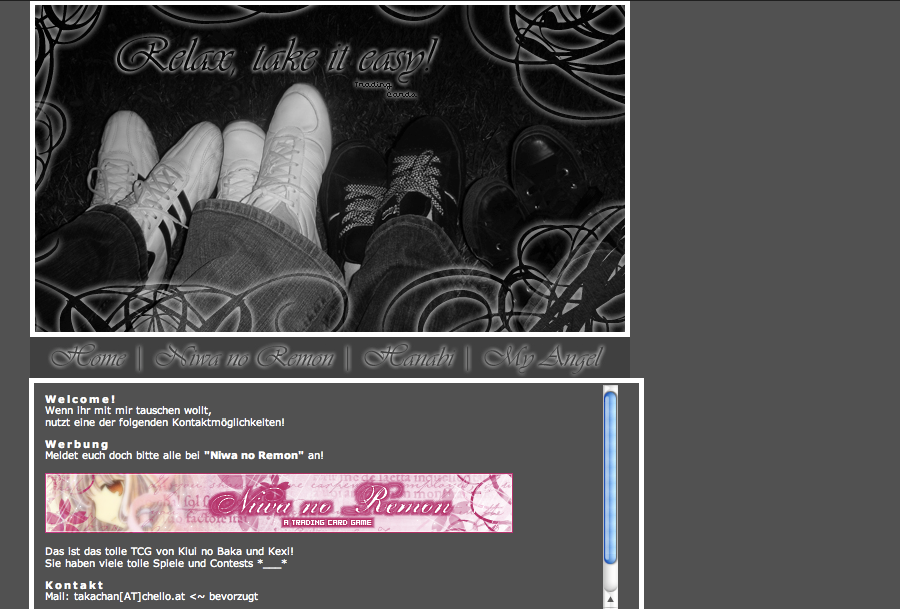 Relax, take it easy!
Trading
Cards
Home | Niwa no Remon | Hanabi | My Angel
Welcome!
Wenn ihr mit mir tauschen wollt,
nutzt eine der folgenden Kontaktmöglichkeiten!
Werbung
Meldet euch doch bitte alle bei "Niwa no Remon" an!
Niwa no Remon
A TRADING CARD GAME
Das ist das tolle TCG von Kiui no Baka und Kexi!
Sie haben viele tolle Spiele und Contests *___*
Kontakt
Mail: takachan[AT]chello.at <~ bevorzugt